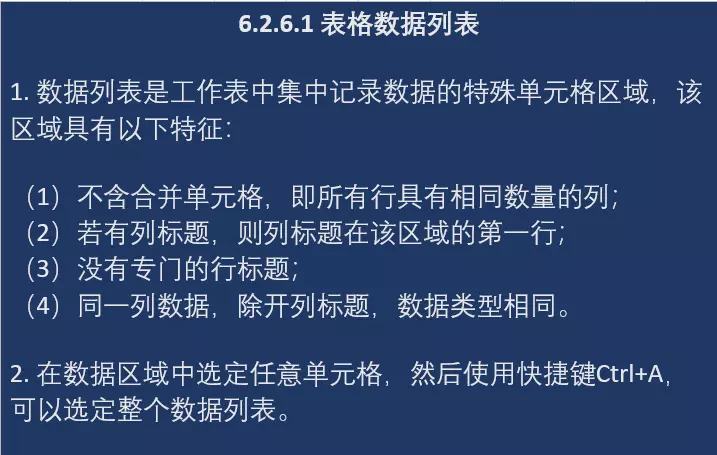 6.2.6.1 表格数据列表
1. 数据列表是工作表中集中记录数据的特殊单元格区域，该
区域具有以下特征：
（1）不含合并单元格，即所有行具有相同数量的列；
（2）若有列标题，则列标题在该区域的第一行；
（3）没有专门的行标题；
（4）同一列数据，除开列标题，数据类型相同。
2. 在数据区域中选定任意单元格，然后使用快捷键Ctrl+A，
可以选定整个数据列表。